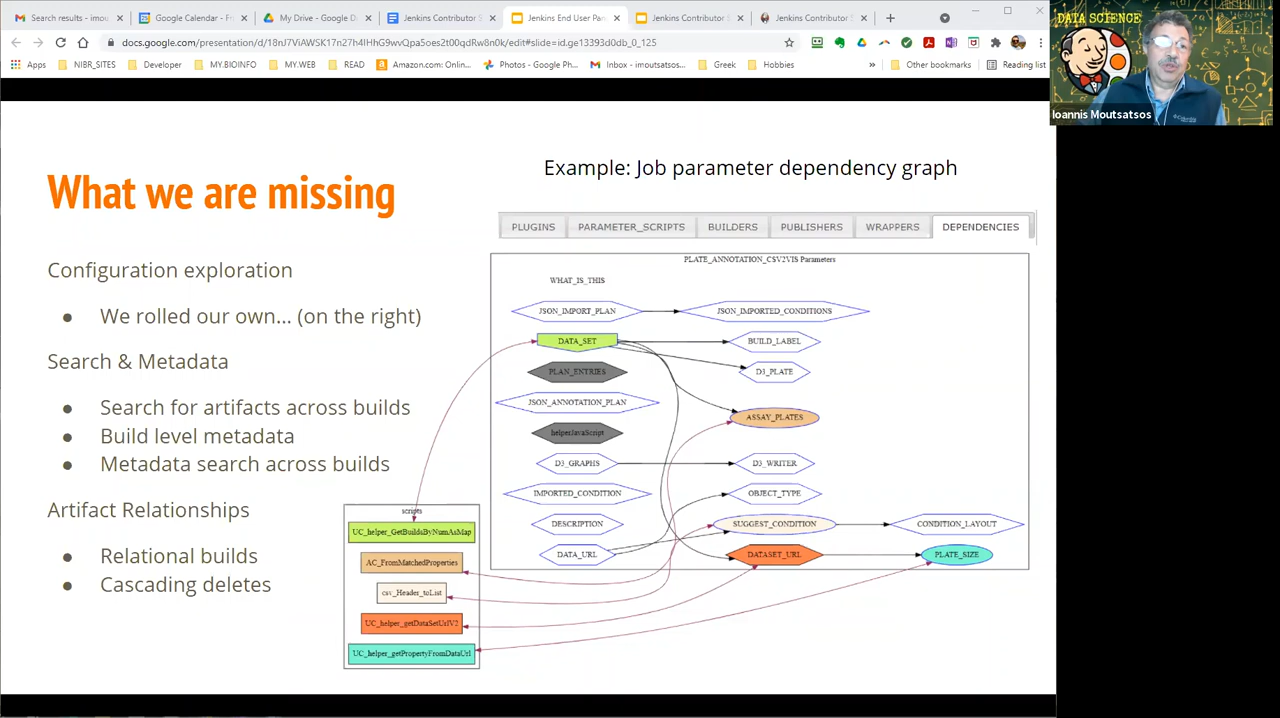 Search results - imou
Google Calendar - Fr
My Drive - Google D
Jenkins Contributor S
Jenkins End User Pan
Jenkins Contributor S
Jenkins Contributor S
docs.google.com/presentation/d/18nJ7ViAWSK17n27h4IHhG9wvQpa5oes2t00qdRw8n0k/edit#slide=id.ge13393d0db_0_125
Apps
NIBR_SITES
Developer
MY.BIOINFO
MY.WEB
READ
Amazon.com: Onlin...
Photos - Google Ph...
Inbox - imoutsatsos...
Greek
Hobbies
»
Other bookmarks
Reading list
DATA SCIENCE
Ioannis Moutsatsos
What we are missing
Configuration exploration
● We rolled our own... (on the right)
Search & Metadata
● Search for artifacts across builds
● Build level metadata
● Metadata search across builds
Artifact Relationships
● Relational builds
● Cascading deletes
Example: Job parameter dependency graph
PLUGINS
PARAMETER_SCRIPTS
BUILDERS
PUBLISHERS
WRAPPERS
DEPENDENCIES
PLATE_ANNOTATION_CSV2VIS Parameters
WHAT_IS_THIS
JSON_IMPORT_PLAN
JSON_IMPORTED_CONDITIONS
DATA_SET
BUILD_LABEL
PLAN_ENTRIES
D3_PLATE
JSON_ANNOTATION_PLAN
ASSAY_PLATES
helperJavaScript
D3_GRAPHS
D3_WRITER
IMPORTED_CONDITION
OBJECT_TYPE
DESCRIPTION
SUGGEST_CONDITION
CONDITION_LAYOUT
DATA_URL
DATASET_URL
PLATE_SIZE
scripts
UC_helper_GetBuildsByNumAsMap
AC_FromMatchedProperties
csv_Header_toList
UC_helper_getDataSetUrlV2
UC_helper_getPropertyFromDataUrl